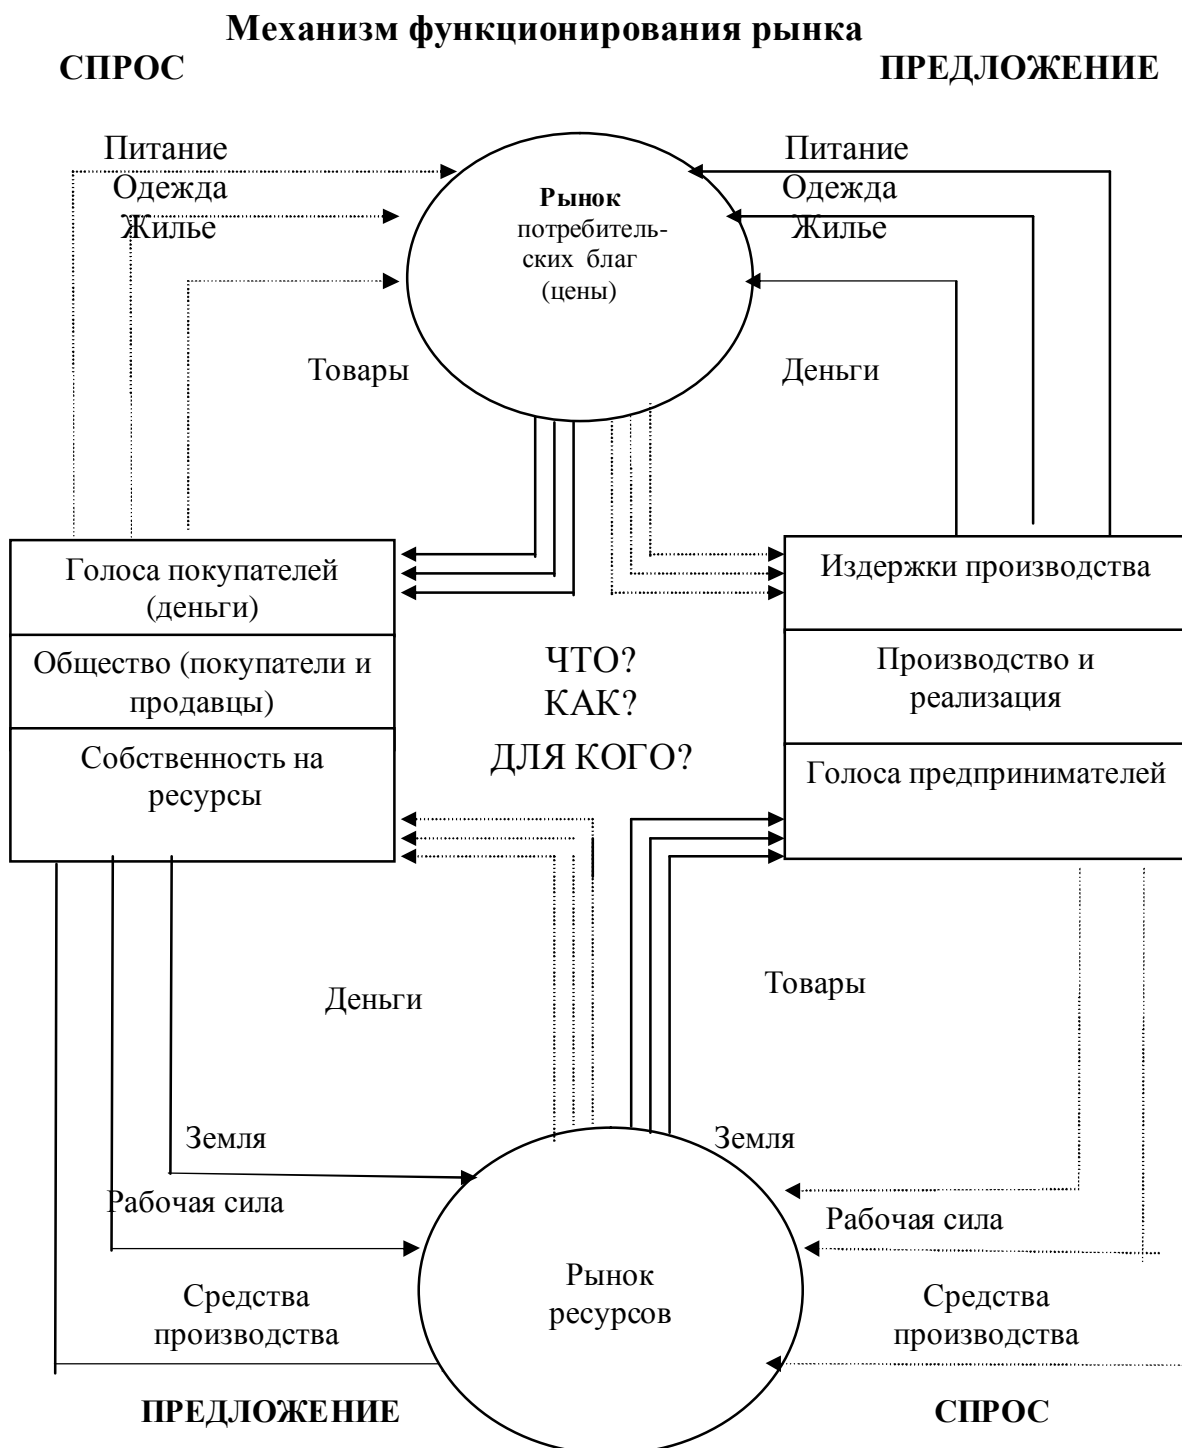 Механизм функционирования рынка
СПРОС
ПРЕДЛОЖЕНИЕ
Питание
Одежда
Жилье
Рынок
потребитель-
ских благ
(цены)
Питание
Одежда
Жилье
Товары
Деньги
Голоса покупателей
(деньги)
Общество (покупатели и
продавцы)
Собственность на
ресурсы
ЧТО?
КАК?
ДЛЯ КОГО?
Издержки производства
Производство и
реализация
Голоса предпринимателей
Деньги
Товары
Земля
Рабочая сила
Средства
производства
Рынок
ресурсов
Земля
Рабочая сила
Средства
производства
ПРЕДЛОЖЕНИЕ
СПРОС